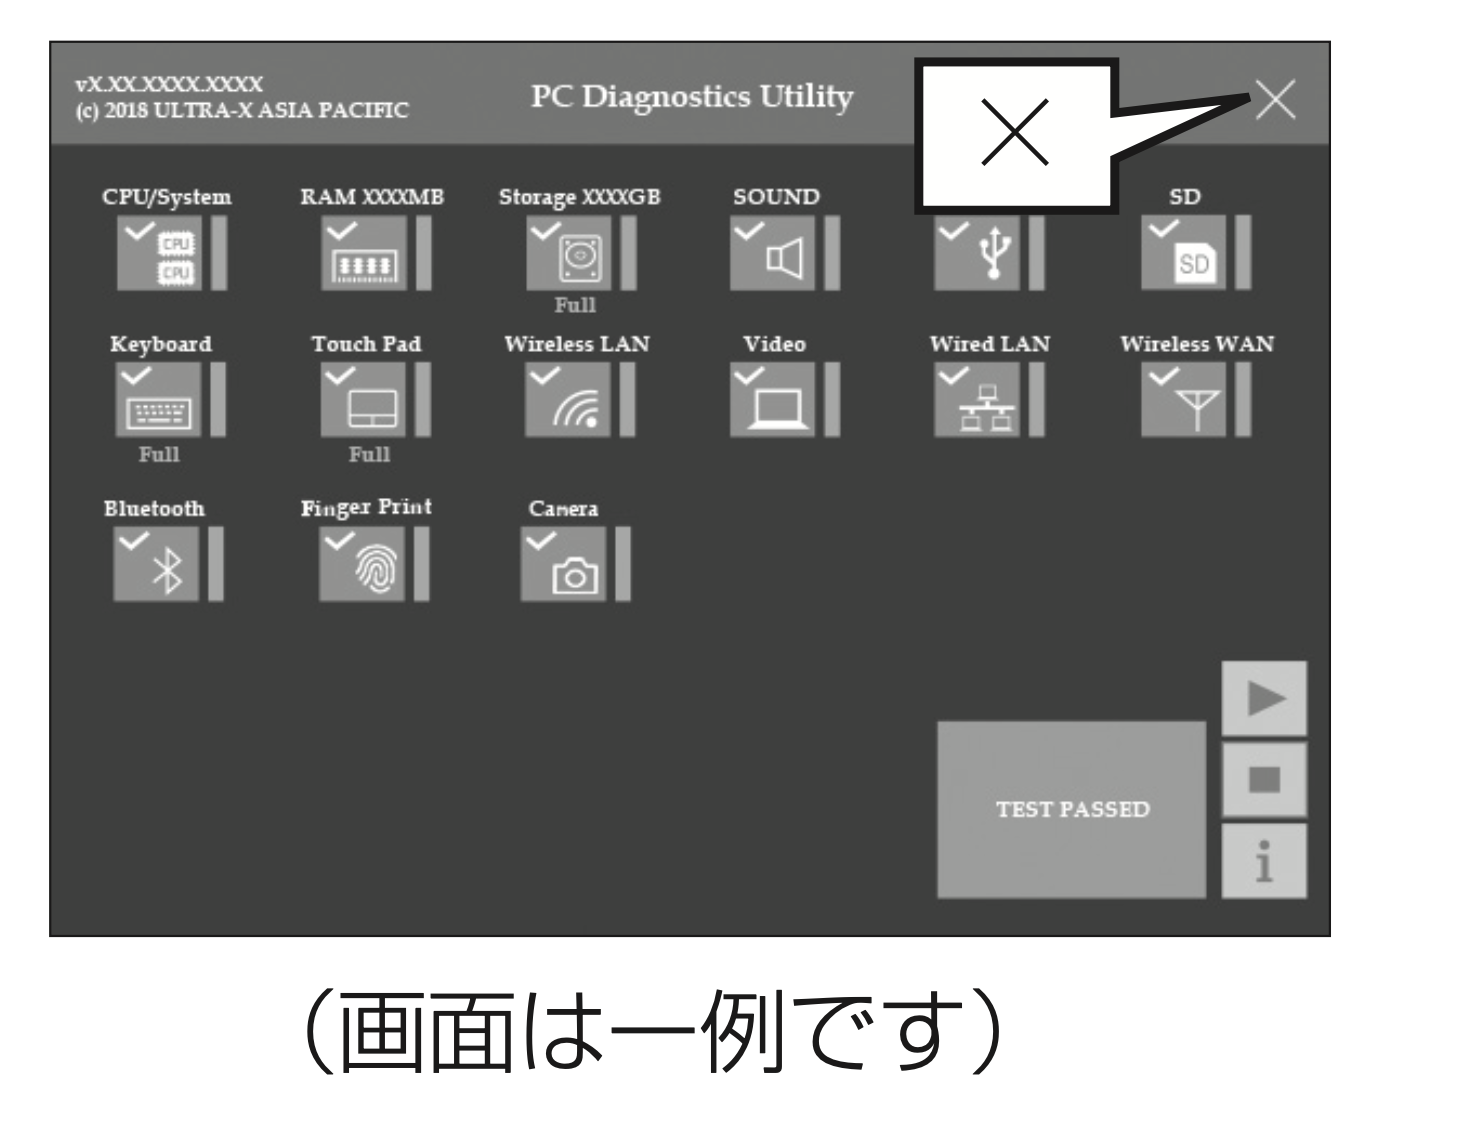 vX.XX.XXXX.XXXX
(c) 2018 ULTRA-X ASIA PACIFIC
PC Diagnostics Utility
CPU/System
RAM XXXXMB
Storage XXXXGB
SOUND
SD
CPU
CPU
SD
Full
Keyboard
Touch Pad
Wireless LAN
Video
Wired LAN
Wireless WAN
Full
Full
Bluetooth
Finger Print
Camera
TEST PASSED
i
（画面は一例です）